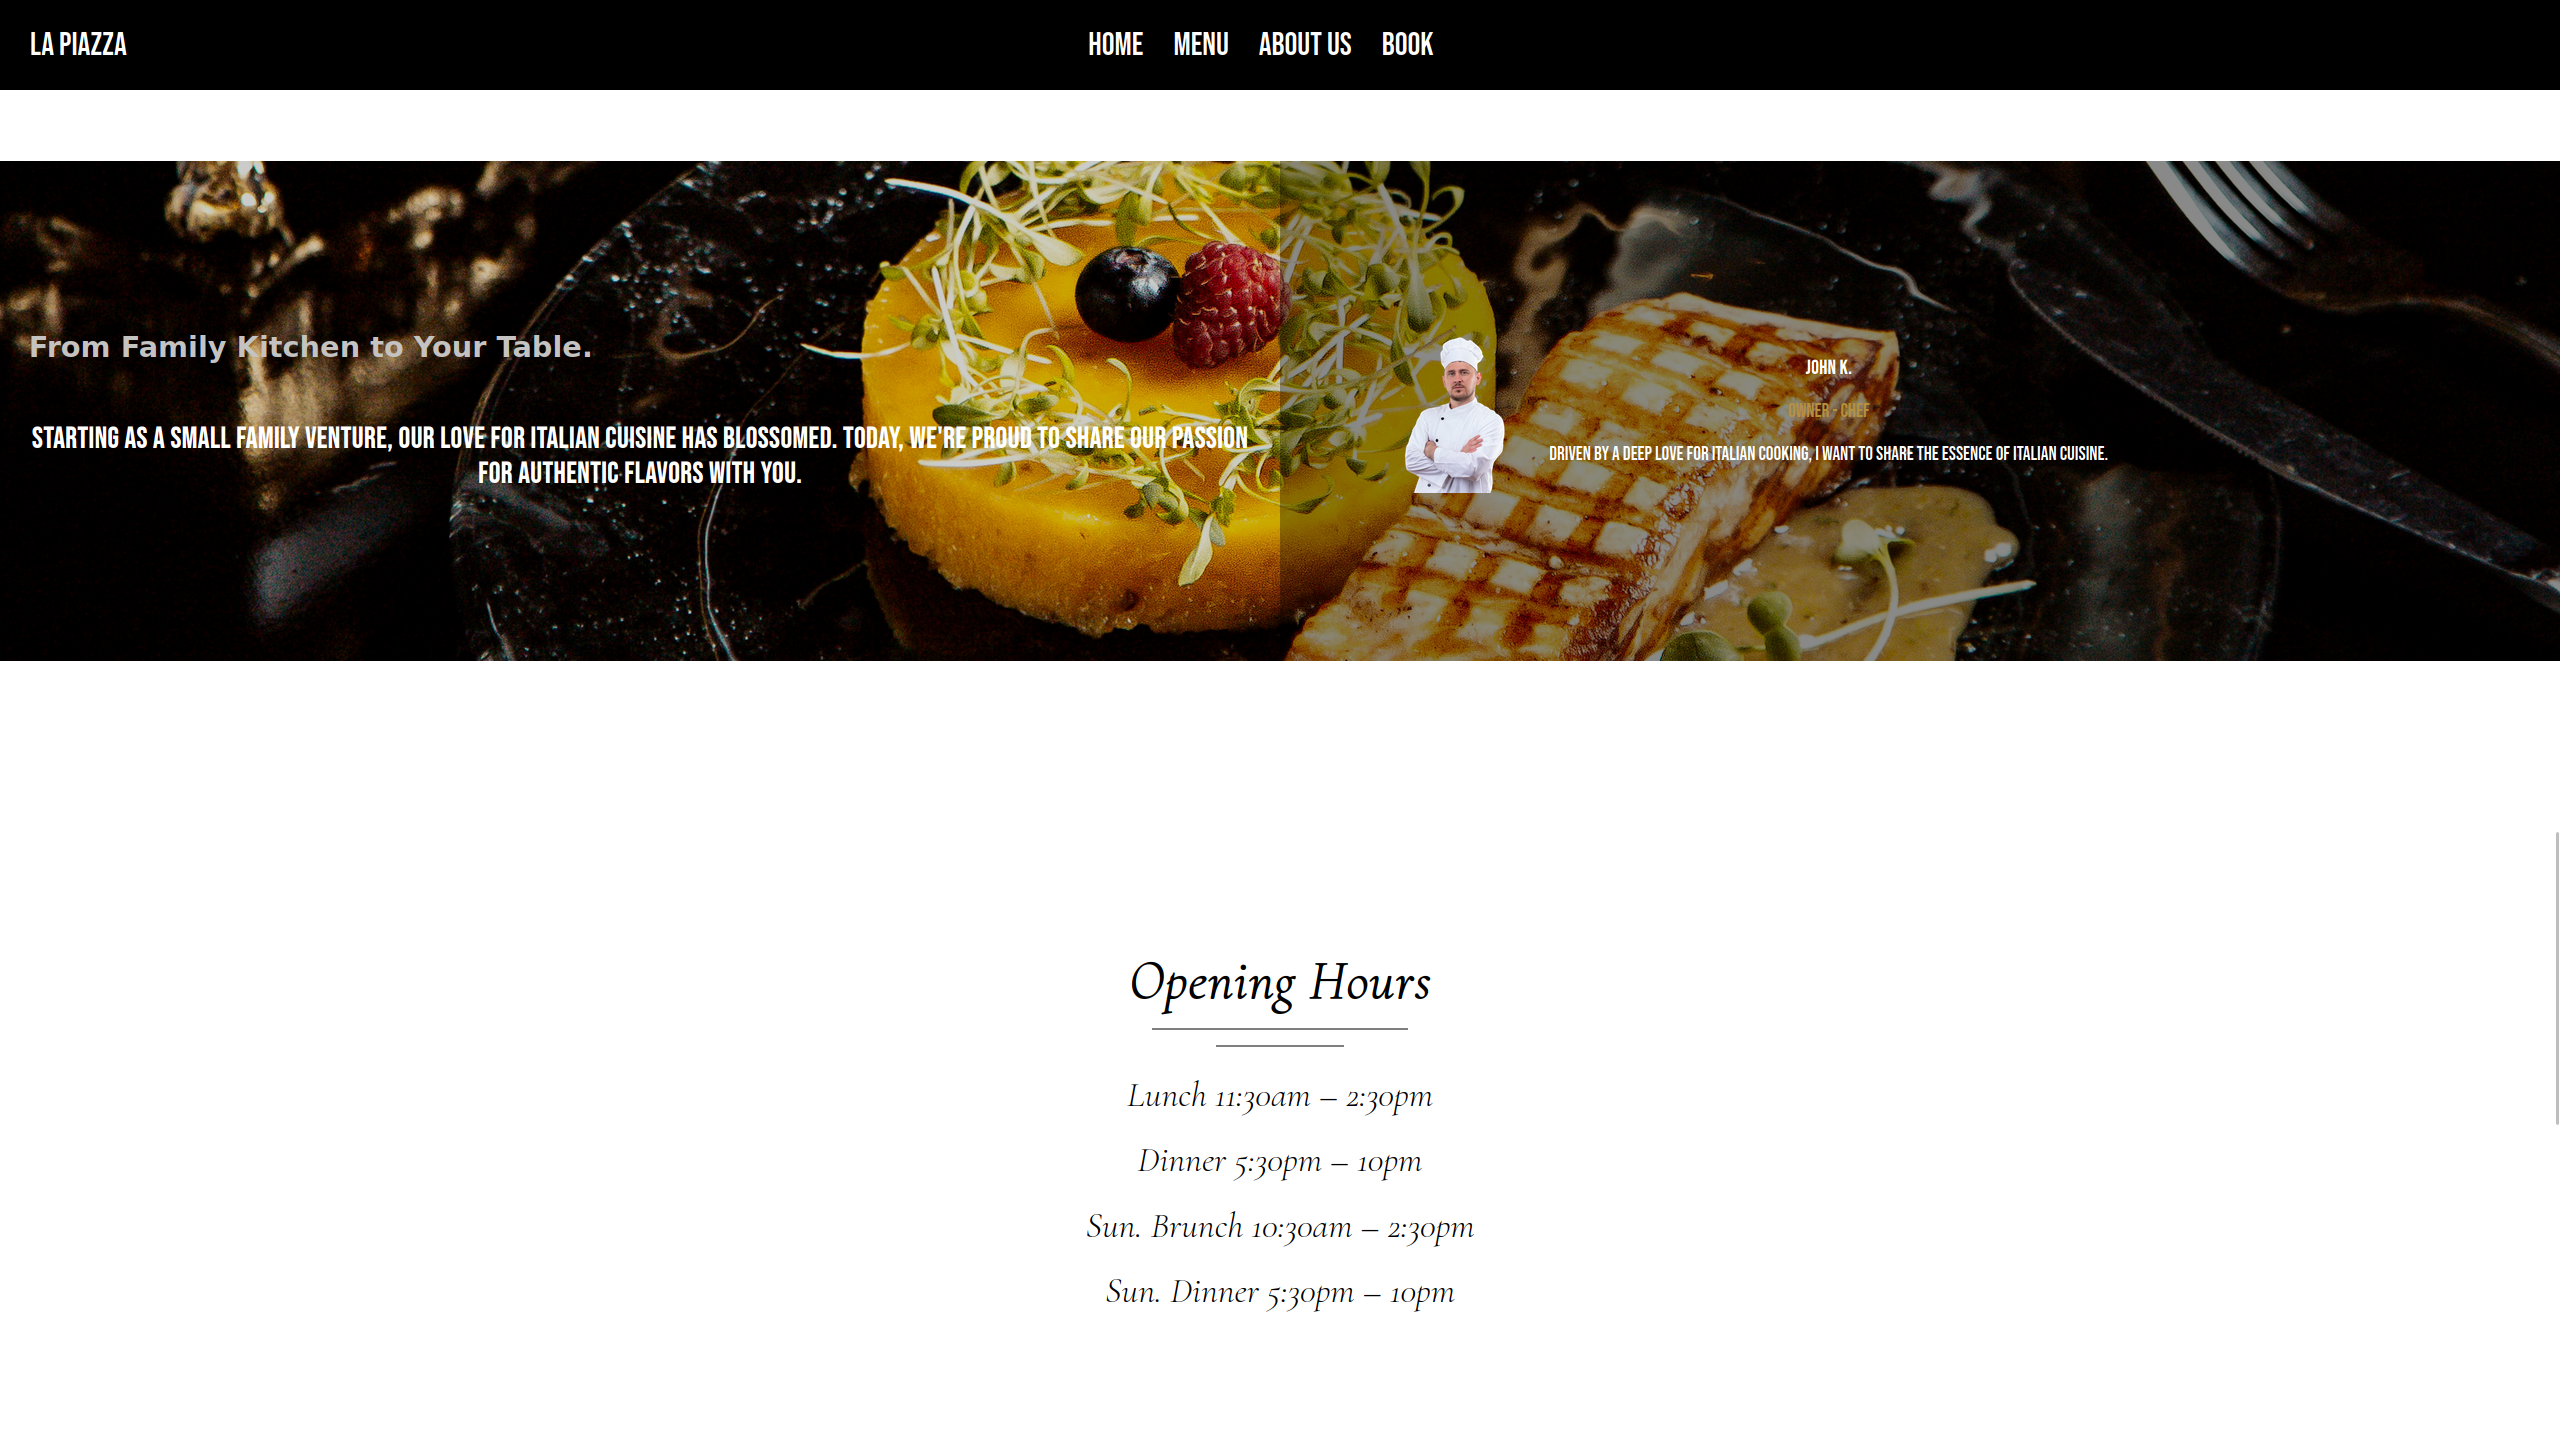 LA PIAZZA
HOME MENU ABOUT US BOOK
From Family Kitchen to Your Table.
STARTING AS A SMALL FAMILY VENTURE, OUR LOVE FOR ITALIAN CUISINE HAS BLOSSOMED. TODAY, WE'RE PROUD TO SHARE OUR PASSION
FOR AUTHENTIC FLAVORS WITH YOU.
JOHN K.
OWNER - CHEF
DRIVEN BY A DEEP LOVE FOR ITALIAN COOKING, I WANT TO SHARE THE ESSENCE OF ITALIAN CUISINE.
Opening Hours
Lunch 11:30am – 2:30pm
Dinner 5:30pm – 10pm
Sun. Brunch 10:30am – 2:30pm
Sun. Dinner 5:30pm – 10pm